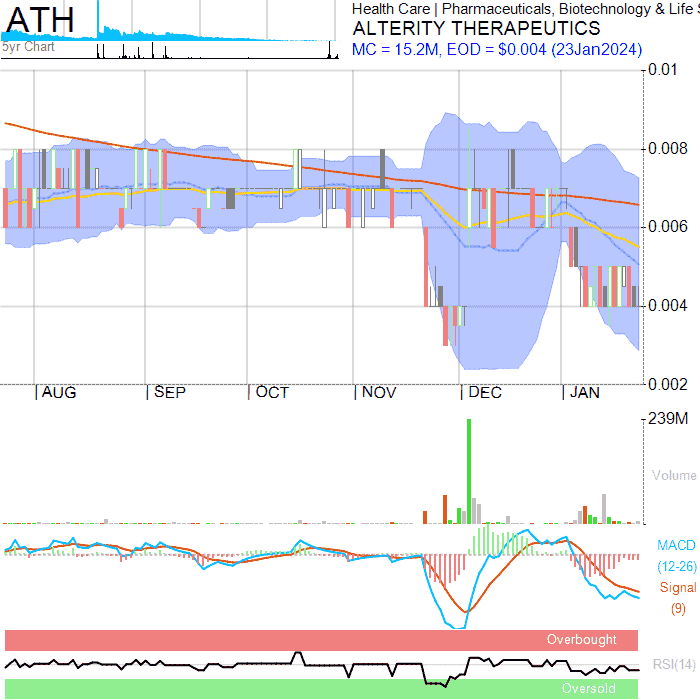 ATH
5yr Chart
Health Care | Pharmaceuticals, Biotechnology & Life S
ALTERITY THERAPEUTICS
MC = 15.2M, EOD = $0.004 (23Jan2024)
0.01
0.008
0.006
0.004
0.002
AUG SEP OCT NOV DEC JAN
239M
Volume
MACD
(12-26)
Signal
(9)
Overbought
RSI(14)
Oversold